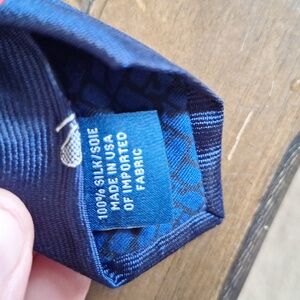 100% SILK/SOIE
MADE IN USA
OF IMPORTED
FABRIC